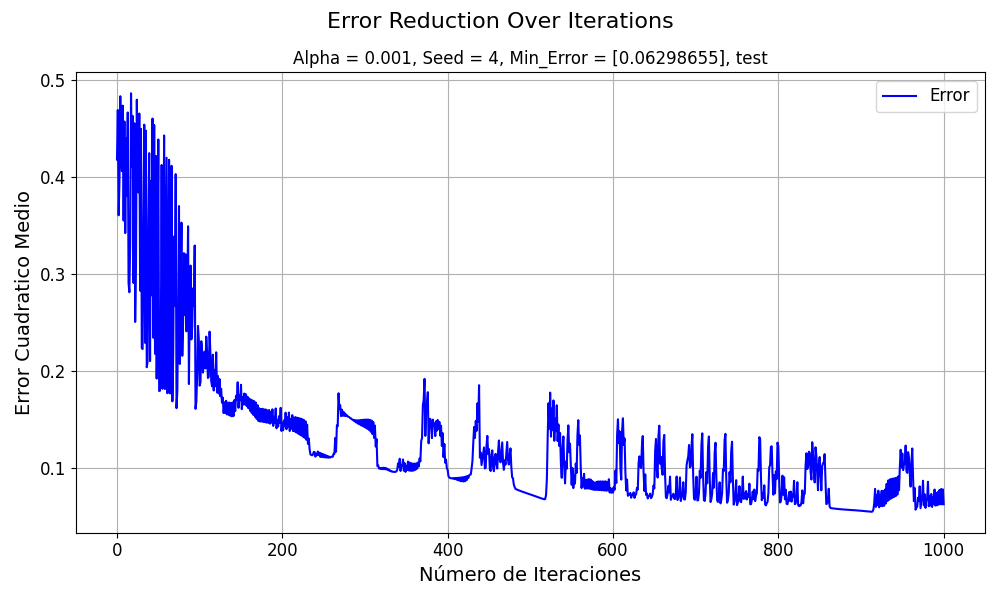 Error Reduction Over Iterations
Alpha = 0.001, Seed = 4, Min_Error = [0.06298655], test
Error
Error Cuadratico Medio
0.5
0.4
0.3
0.2
0.1
0 200 400 600 800 1000
Número de Iteraciones